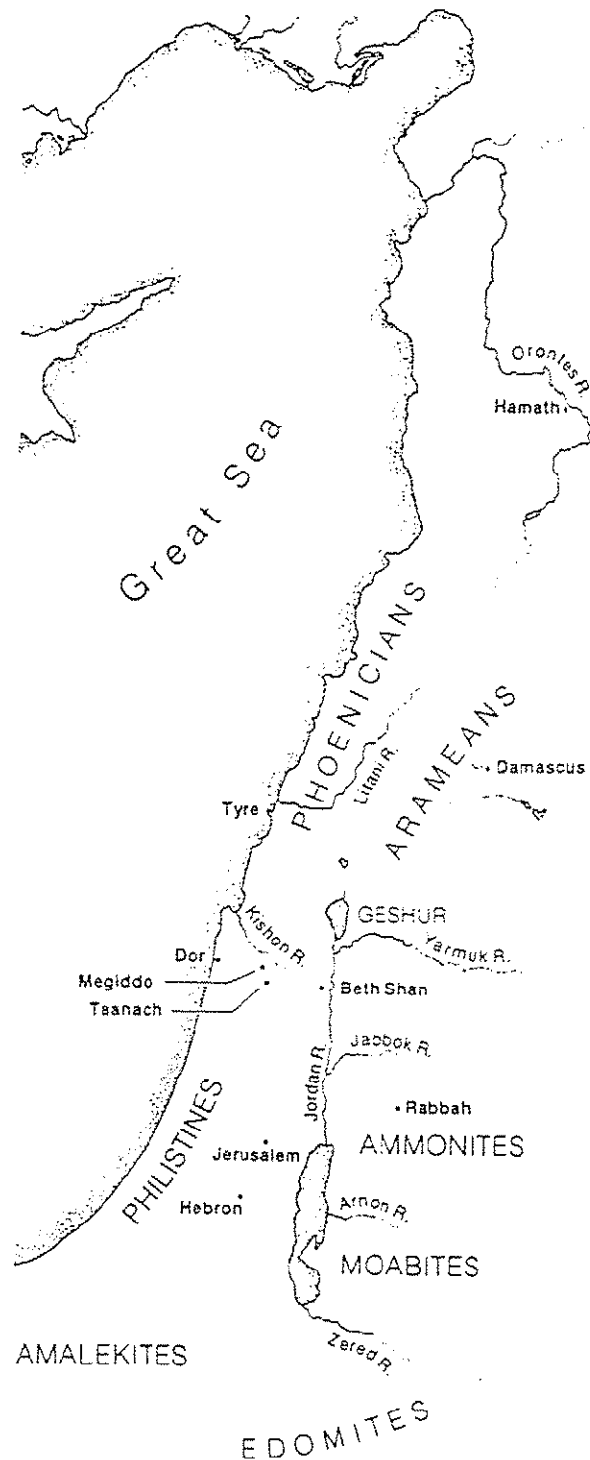 Orontes R.
Hamath
Great Sea
PHOENICIANS
ARAMEANS
Litani R.
Damascus
Tyre
GESHUR
Kishon R.
Yarmuk R.
Dor
Megiddo
Taanach
Beth Shan
Jabbok R.
Jordan R.
Rabbah
PHILISTINES
Jerusalem
AMMONITES
Hebron
Arnon R.
MOABITES
Zered R.
AMALEKITES
EDOMITES